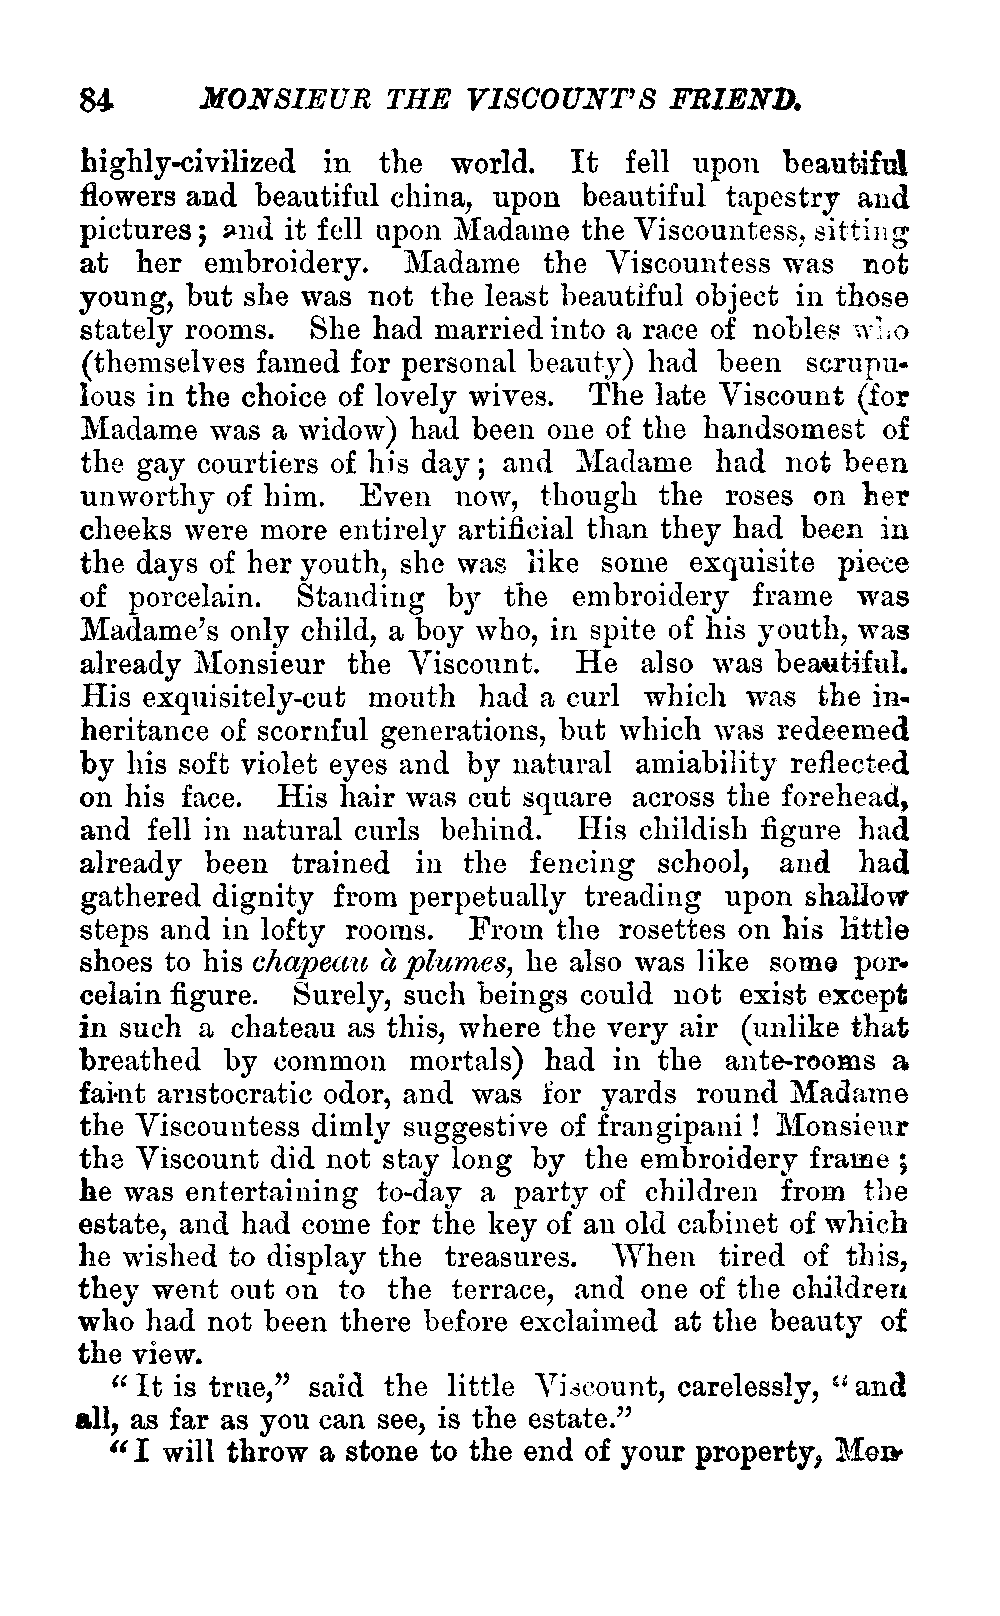 84 MONSIEUR THE VISCOUNT'S FRIEND.
highly-civilized in the world. It fell upon beautiful
flowers and beautiful china, upon beautiful tapestry and
pictures; and it fell upon Madame the Viscountess, sitting
at her embroidery. Madame the Viscountess was not
young, but she was not the least beautiful object in those
stately rooms. She had married into a race of nobles who
(themselves famed for personal beauty) had been scrupu-
lous in the choice of lovely wives. The late Viscount (for
Madame was a widow) had been one of the handsomest of
the gay courtiers of his day; and Madame had not been
unworthy of him. Even now, though the roses on her
cheeks were more entirely artificial than they had been in
the days of her youth, she was like some exquisite piece
of porcelain. Standing by the embroidery frame was
Madame's only child, a boy who, in spite of his youth, was
already Monsieur the Viscount. He also was beautiful.
His exquisitely-cut mouth had a curl which was the in-
heritance of scornful generations, but which was redeemed
by his soft violet eyes and by natural amiability reflected
on his face. His hair was cut square across the forehead,
and fell in natural curls behind. His childish figure had
already been trained in the fencing school, and had
gathered dignity from perpetually treading upon shallow
steps and in lofty rooms. From the rosettes on his little
shoes to his chapeau à plumes, he also was like some por-
celain figure. Surely, such beings could not exist except
in such a chateau as this, where the very air (unlike that
breathed by common mortals) had in the ante-rooms a
faint aristocratic odor, and was for yards round Madame
the Viscountess dimly suggestive of frangipani! Monsieur
the Viscount did not stay long by the embroidery frame;
he was entertaining to-day a party of children from the
estate, and had come for the key of an old cabinet of which
he wished to display the treasures. When tired of this,
they went out on to the terrace, and one of the children
who had not been there before exclaimed at the beauty of
the view.
"It is true," said the little Viscount, carelessly, "and
all, as far as you can see, is the estate."
"I will throw a stone to the end of your property, Mon-